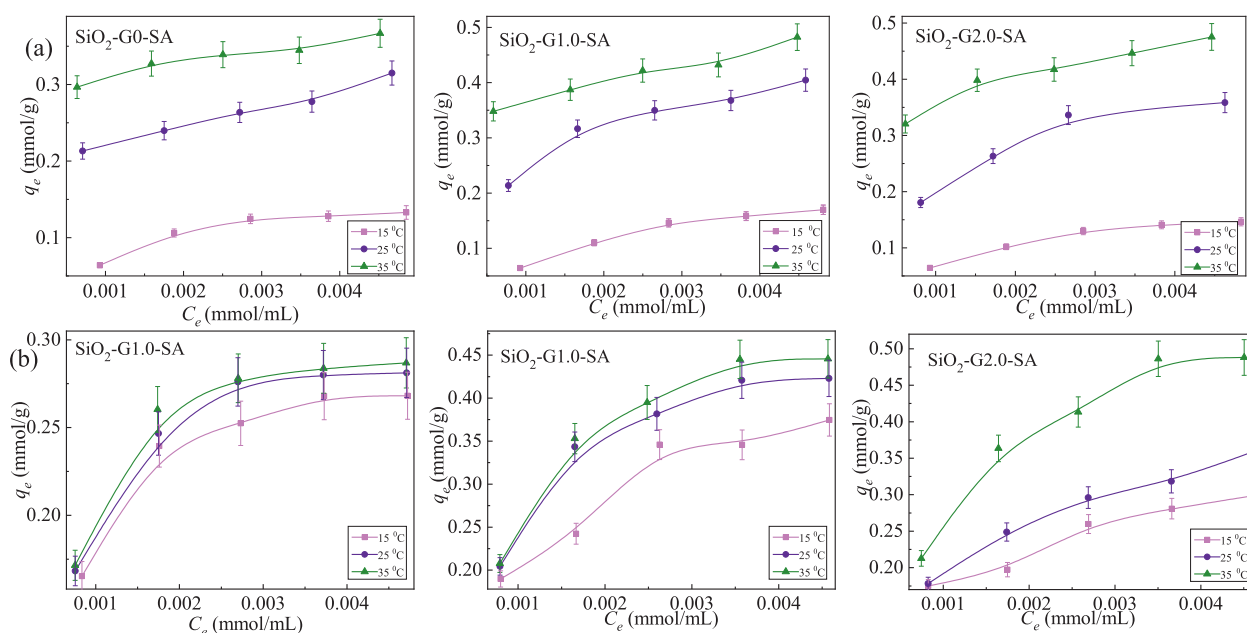 (a)
SiO₂-G0-SA
0.3
0.2
0.1
qₑ (mmol/g)
15 ⁰C
25 ⁰C
35 ⁰C
0.001 0.002 0.003 0.004
Cₑ (mmol/mL)
SiO₂-G1.0-SA
0.5
0.4
0.3
0.2
0.1
qₑ (mmol/g)
15 ⁰C
25 ⁰C
35 ⁰C
0.001 0.002 0.003 0.004
Cₑ (mmol/mL)
SiO₂-G2.0-SA
0.5
0.4
0.3
0.2
0.1
qₑ (mmol/g)
15 ⁰C
25 ⁰C
35 ⁰C
0.001 0.002 0.003 0.004
Cₑ (mmol/mL)
(b)
SiO₂-G1.0-SA
0.30
0.25
0.20
qₑ (mmol/g)
15 ⁰C
25 ⁰C
35 ⁰C
0.001 0.002 0.003 0.004
Cₑ (mmol/mL)
SiO₂-G1.0-SA
0.45
0.40
0.35
0.30
0.25
0.20
qₑ (mmol/g)
15 ⁰C
25 ⁰C
35 ⁰C
0.001 0.002 0.003 0.004
Cₑ (mmol/mL)
SiO₂-G2.0-SA
0.50
0.45
0.40
0.35
0.30
0.25
0.20
qₑ (mmol/g)
15 ⁰C
25 ⁰C
35 ⁰C
0.001 0.002 0.003 0.004
Cₑ (mmol/mL)